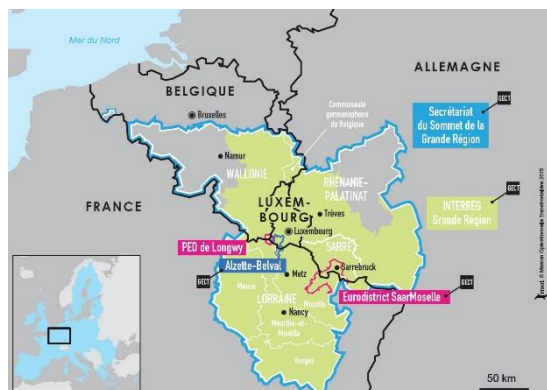 Mer du Nord
ALLEMAGNE
BELGIQUE
GECT
Bruxelles
Communauté
germanophone
de Belgique
Secrétariat
du Sommet de la
Grande Région
Namur
WALLONIE
RHÉNANIE-
PALATINAT
GECT
FRANCE
LUXEM-
BOURG
Trèves
INTERREG
Grande Région
Luxembourg
PED de Longwy
SARRE
Alzette-Belval
GECT
Sarrebruck
Metz
GECT
Meuse
LORRAINE
Moselle
Eurodistrict SaarMoselle
Nancy
Meurthe-et-
Moselle
Vosges
50 km